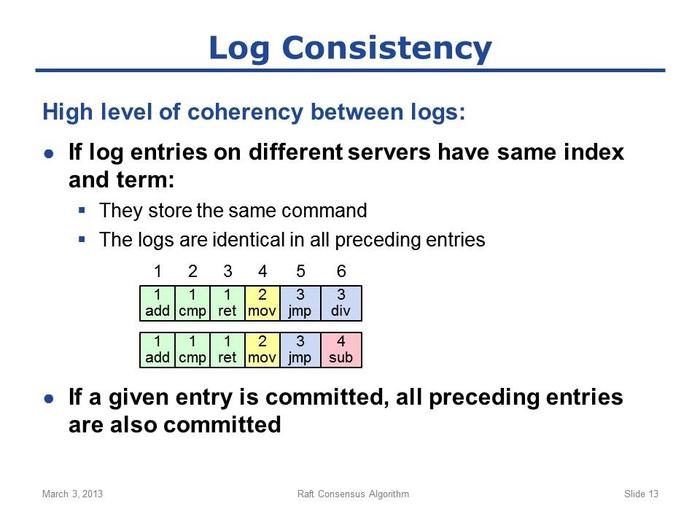 Log Consistency
High level of coherency between logs:
● If log entries on different servers have same index
and term:
▪ They store the same command
▪ The logs are identical in all preceding entries
1 2 3 4 5 6
1 1 1 2 3 3
add cmp ret mov jmp div
1 1 1 2 3 4
add cmp ret mov jmp sub
● If a given entry is committed, all preceding entries
are also committed
March 3, 2013 Raft Consensus Algorithm Slide 13